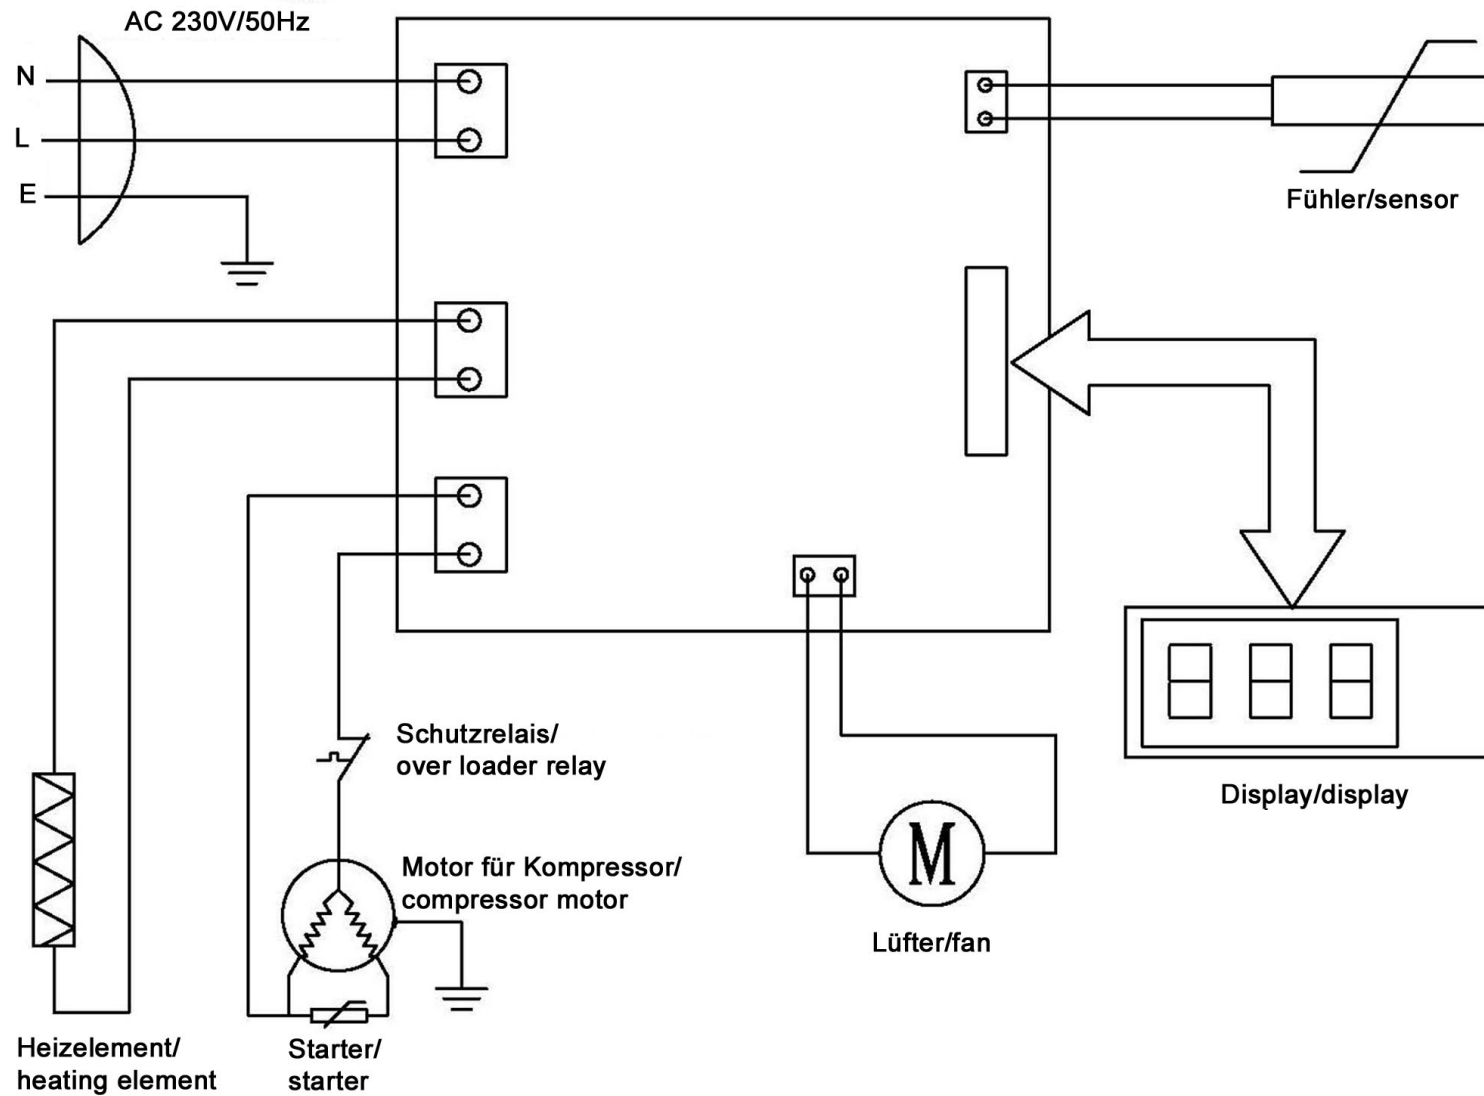 AC 230V/50Hz
N
L
E
Fühler/sensor
Schutzrelais/
over loader relay
Display/display
Motor für Kompressor/
compressor motor
M
Lüfter/fan
Heizelement/
heating element
Starter/
starter